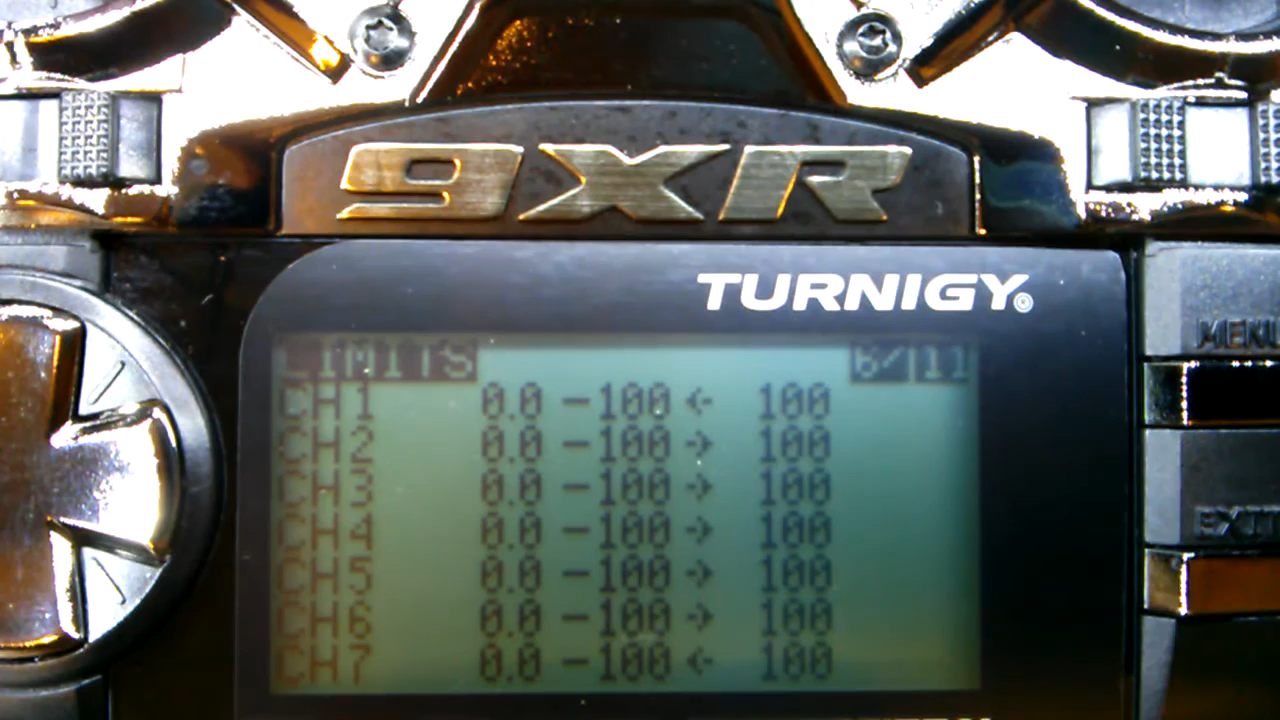 9XR
TURNIGY®
LIMITS 6/11
MENU
CH1 0.0 -100 <- 100
CH2 0.0 -100 -> 100
CH3 0.0 -100 -> 100
CH4 0.0 -100 -> 100
EXIT
CH5 0.0 -100 -> 100
CH6 0.0 -100 -> 100
CH7 0.0 -100 <- 100